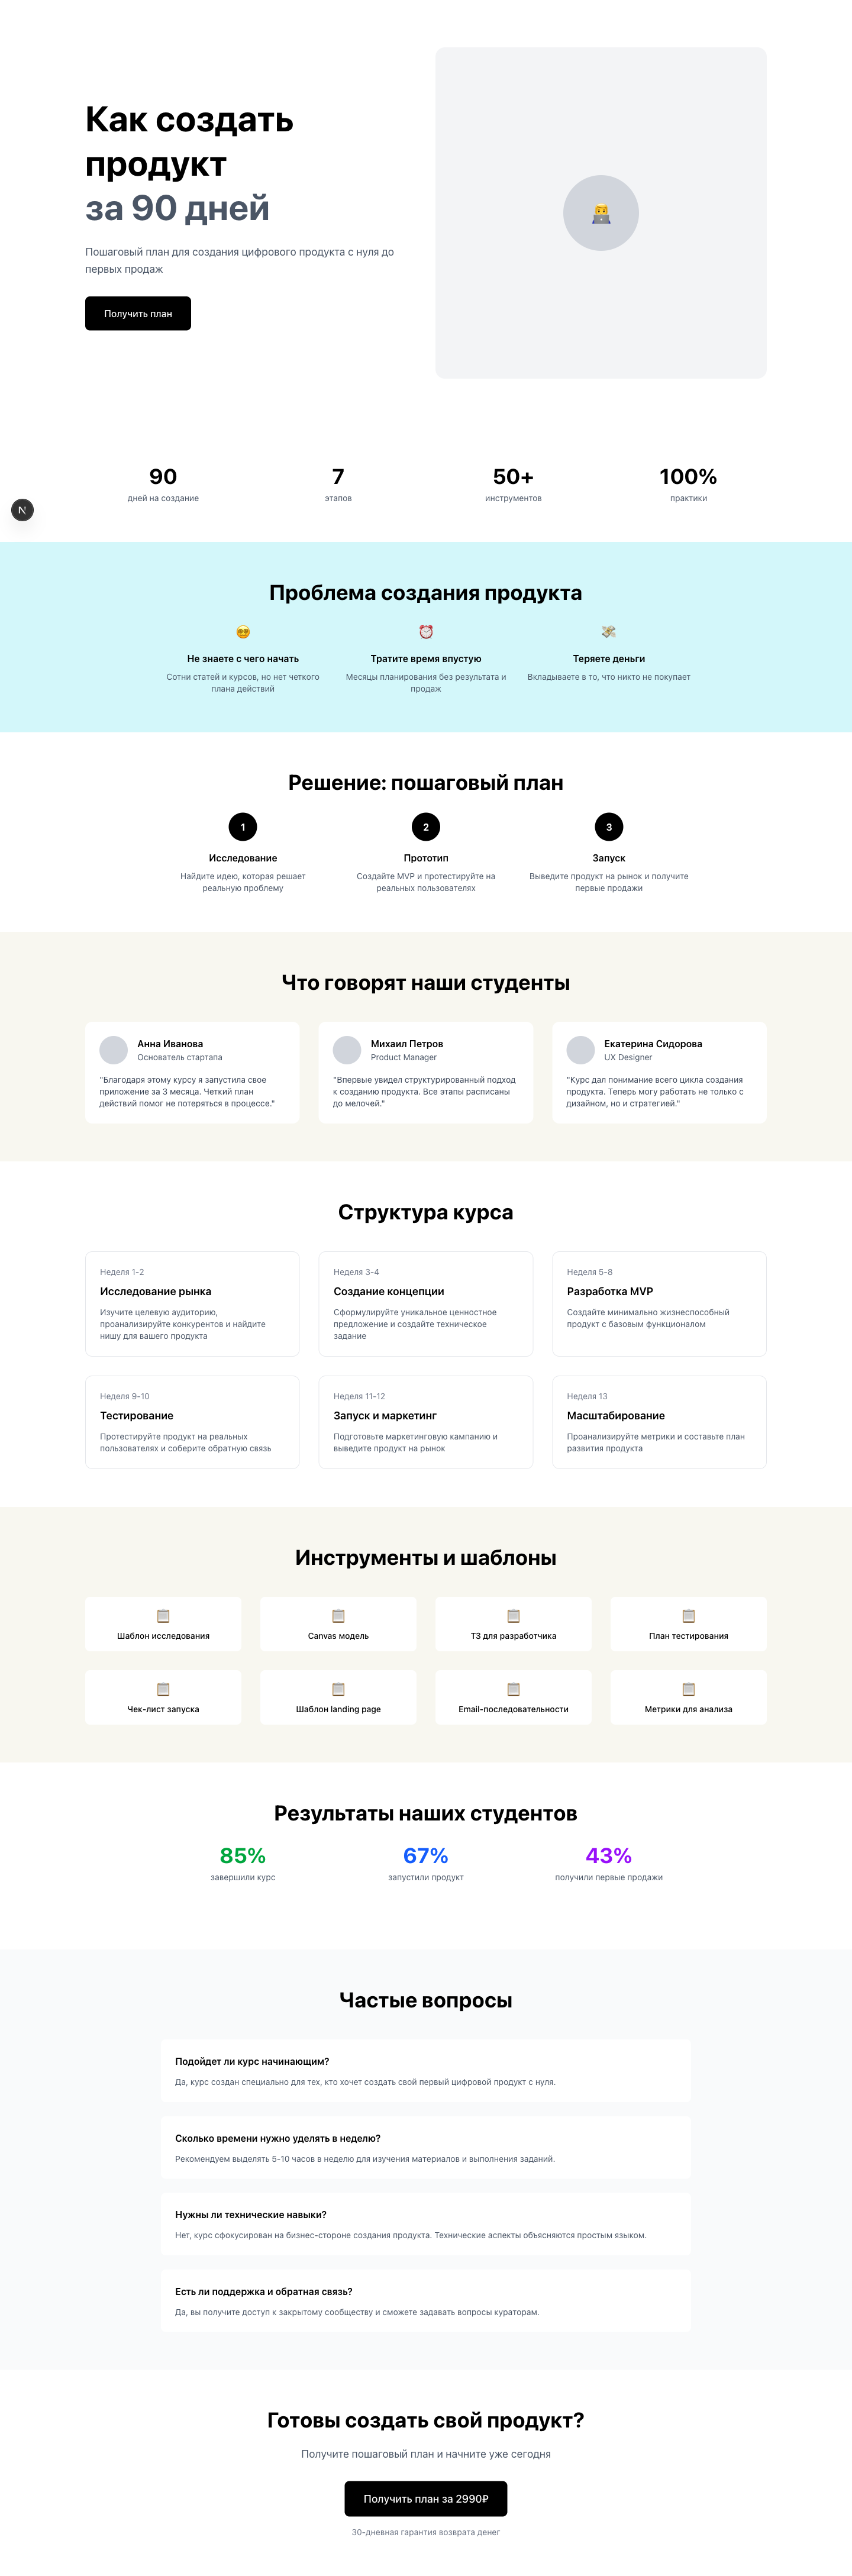 Как создать
продукт
за 90 дней
Пошаговый план для создания цифрового продукта с нуля до
первых продаж
Получить план
90
дней на создание
7
этапов
50+
инструментов
100%
практики
N
Проблема создания продукта
Не знаете с чего начать
Сотни статей и курсов, но нет четкого
плана действий
Тратите время впустую
Месяцы планирования без результата и
продаж
Теряете деньги
Вкладываете в то, что никто не покупает
Решение: пошаговый план
1
Исследование
Найдите идею, которая решает
реальную проблему
2
Прототип
Создайте MVP и протестируйте на
реальных пользователях
3
Запуск
Выведите продукт на рынок и получите
первые продажи
Что говорят наши студенты
Анна Иванова
Основатель стартапа
"Благодаря этому курсу я запустила свое
приложение за 3 месяца. Четкий план
действий помог не потеряться в процессе."
Михаил Петров
Product Manager
"Впервые увидел структурированный подход
к созданию продукта. Все этапы расписаны
до мелочей."
Екатерина Сидорова
UX Designer
"Курс дал понимание всего цикла создания
продукта. Теперь могу работать не только с
дизайном, но и стратегией."
Структура курса
Неделя 1-2
Исследование рынка
Изучите целевую аудиторию,
проанализируйте конкурентов и найдите
нишу для вашего продукта
Неделя 3-4
Создание концепции
Сформулируйте уникальное ценностное
предложение и создайте техническое
задание
Неделя 5-8
Разработка MVP
Создайте минимально жизнеспособный
продукт с базовым функционалом
Неделя 9-10
Тестирование
Протестируйте продукт на реальных
пользователях и соберите обратную связь
Неделя 11-12
Запуск и маркетинг
Подготовьте маркетинговую кампанию и
выведите продукт на рынок
Неделя 13
Масштабирование
Проанализируйте метрики и составьте план
развития продукта
Инструменты и шаблоны
Шаблон исследования
Canvas модель
ТЗ для разработчика
План тестирования
Чек-лист запуска
Шаблон landing page
Email-последовательности
Метрики для анализа
Результаты наших студентов
85%
завершили курс
67%
запустили продукт
43%
получили первые продажи
Частые вопросы
Подойдет ли курс начинающим?
Да, курс создан специально для тех, кто хочет создать свой первый цифровой продукт с нуля.
Сколько времени нужно уделять в неделю?
Рекомендуем выделять 5-10 часов в неделю для изучения материалов и выполнения заданий.
Нужны ли технические навыки?
Нет, курс сфокусирован на бизнес-стороне создания продукта. Технические аспекты объясняются простым языком.
Есть ли поддержка и обратная связь?
Да, вы получите доступ к закрытому сообществу и сможете задавать вопросы кураторам.
Готовы создать свой продукт?
Получите пошаговый план и начните уже сегодня
Получить план за 2990₽
30-дневная гарантия возврата денег